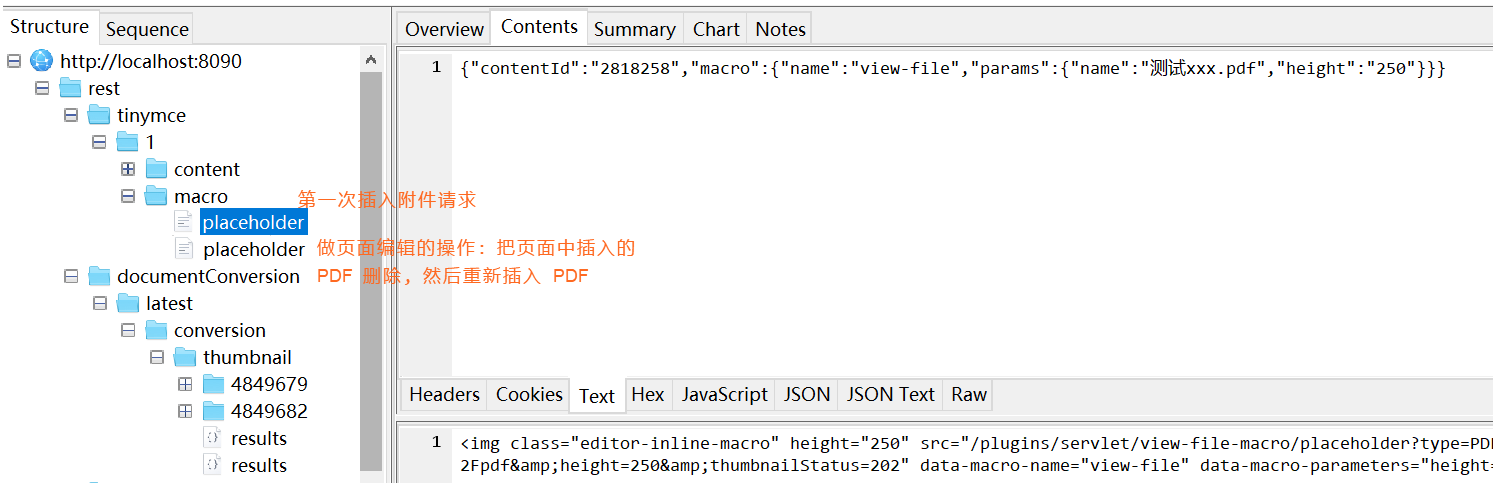 Structure Sequence
Overview Contents Summary Chart Notes
http://localhost:8090
1 {"contentId":"2818258","macro":{"name":"view-file","params":{"name":"测试xxx.pdf","height":"250"}}}
rest
tinymce
1
content
macro 第一次插入附件请求
placeholder
placeholder 做页面编辑的操作：把页面中插入的
documentConversion PDF 删除，然后重新插入 PDF
latest
conversion
thumbnail
4849679
Headers Cookies Text Hex JavaScript JSON JSON Text Raw
4849682
results
1 <img class="editor-inline-macro" height="250" src="/plugins/servlet/view-file-macro/placeholder?type=PD
results
2Fpdf&amp;height=250&amp;thumbnailStatus=202" data-macro-name="view-file" data-macro-parameters="height=